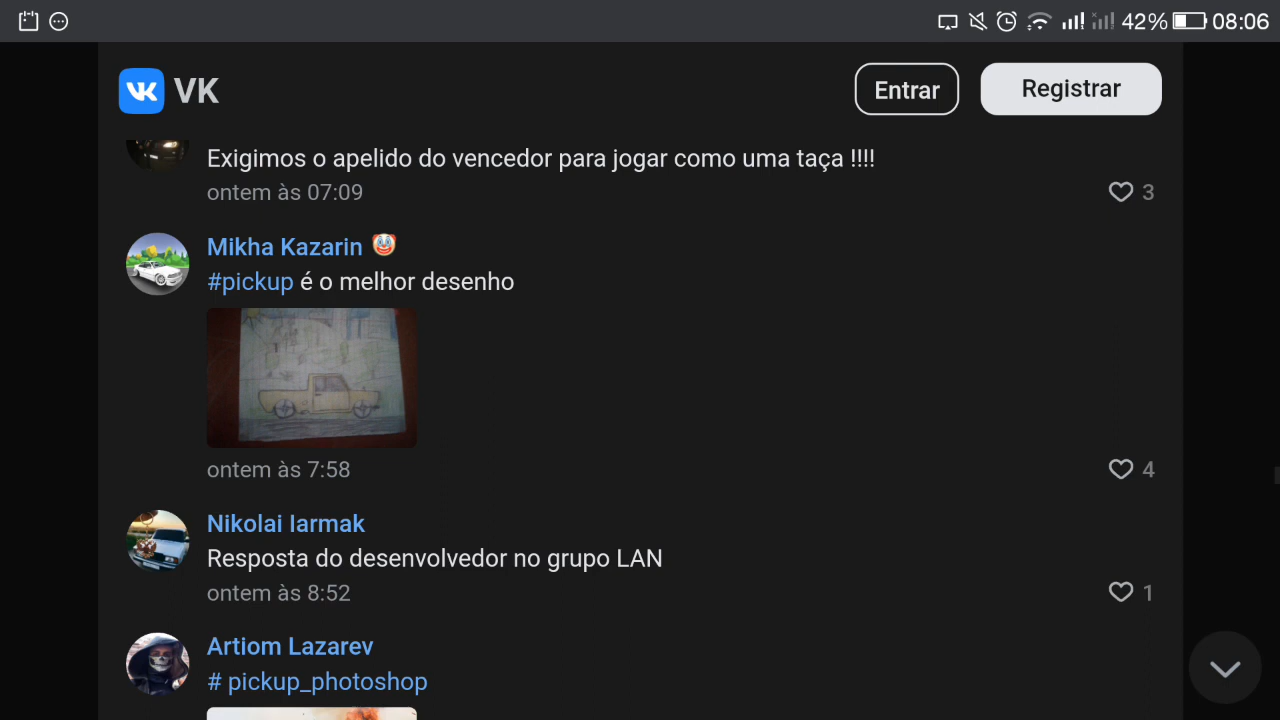 42% 08:06
VK Entrar Registrar
Exigimos o apelido do vencedor para jogar como uma taça !!!!
ontem às 07:09 3
Mikha Kazarin
#pickup é o melhor desenho
ontem às 7:58 4
Nikolai Iarmak
Resposta do desenvolvedor no grupo LAN
ontem às 8:52 1
Artiom Lazarev
# pickup_photoshop